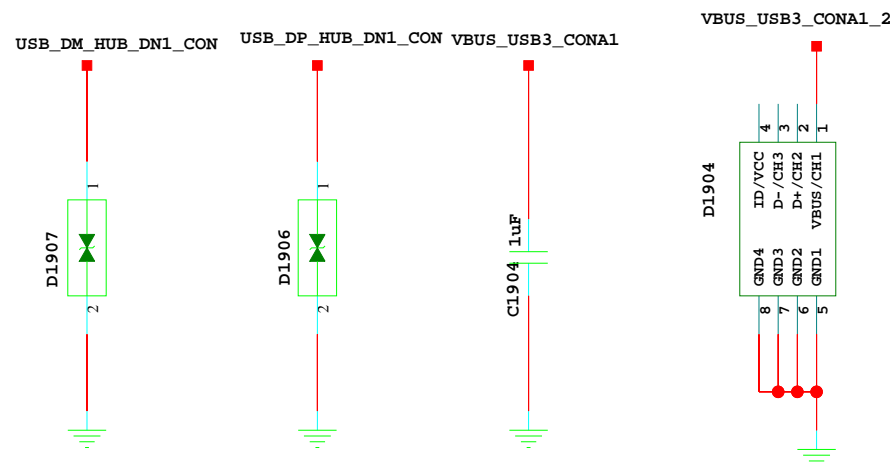 USB_DM_HUB_DN1_CON
USB_DP_HUB_DN1_CON
VBUS_USB3_CONA1
VBUS_USB3_CONA1_2
1
D1907
2
1
D1906
2
1uF
C1904
D1904
4
3
2
1
ID/VCC
D-/CH3
D+/CH2
VBUS/CH1
GND4
GND3
GND2
GND1
8
7
6
5